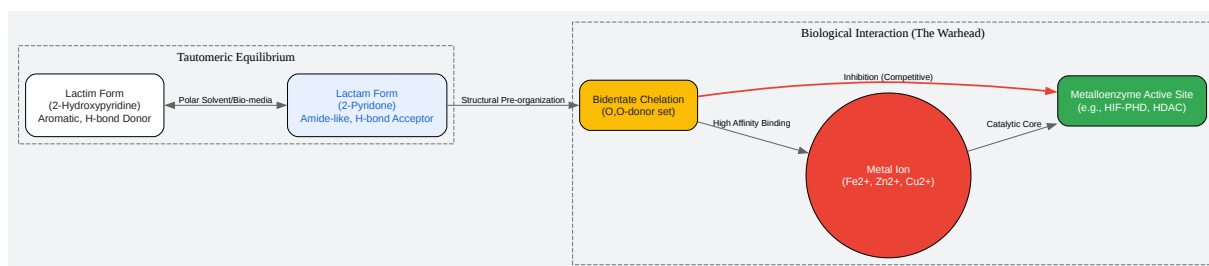 Tautomeric Equilibrium
Lactim Form
(2-Hydroxypyridine)
Aromatic, H-bond Donor
Polar Solvent/Bio-media
Lactam Form
(2-Pyridone)
Amide-like, H-bond Acceptor
Structural Pre-organization
Biological Interaction (The Warhead)
Bidentate Chelation
(O,O-donor set)
Inhibition (Competitive)
High Affinity Binding
Metal Ion
(Fe2+, Zn2+, Cu2+)
Catalytic Core
Metalloenzyme Active Site
(e.g., HIF-PHD, HDAC)